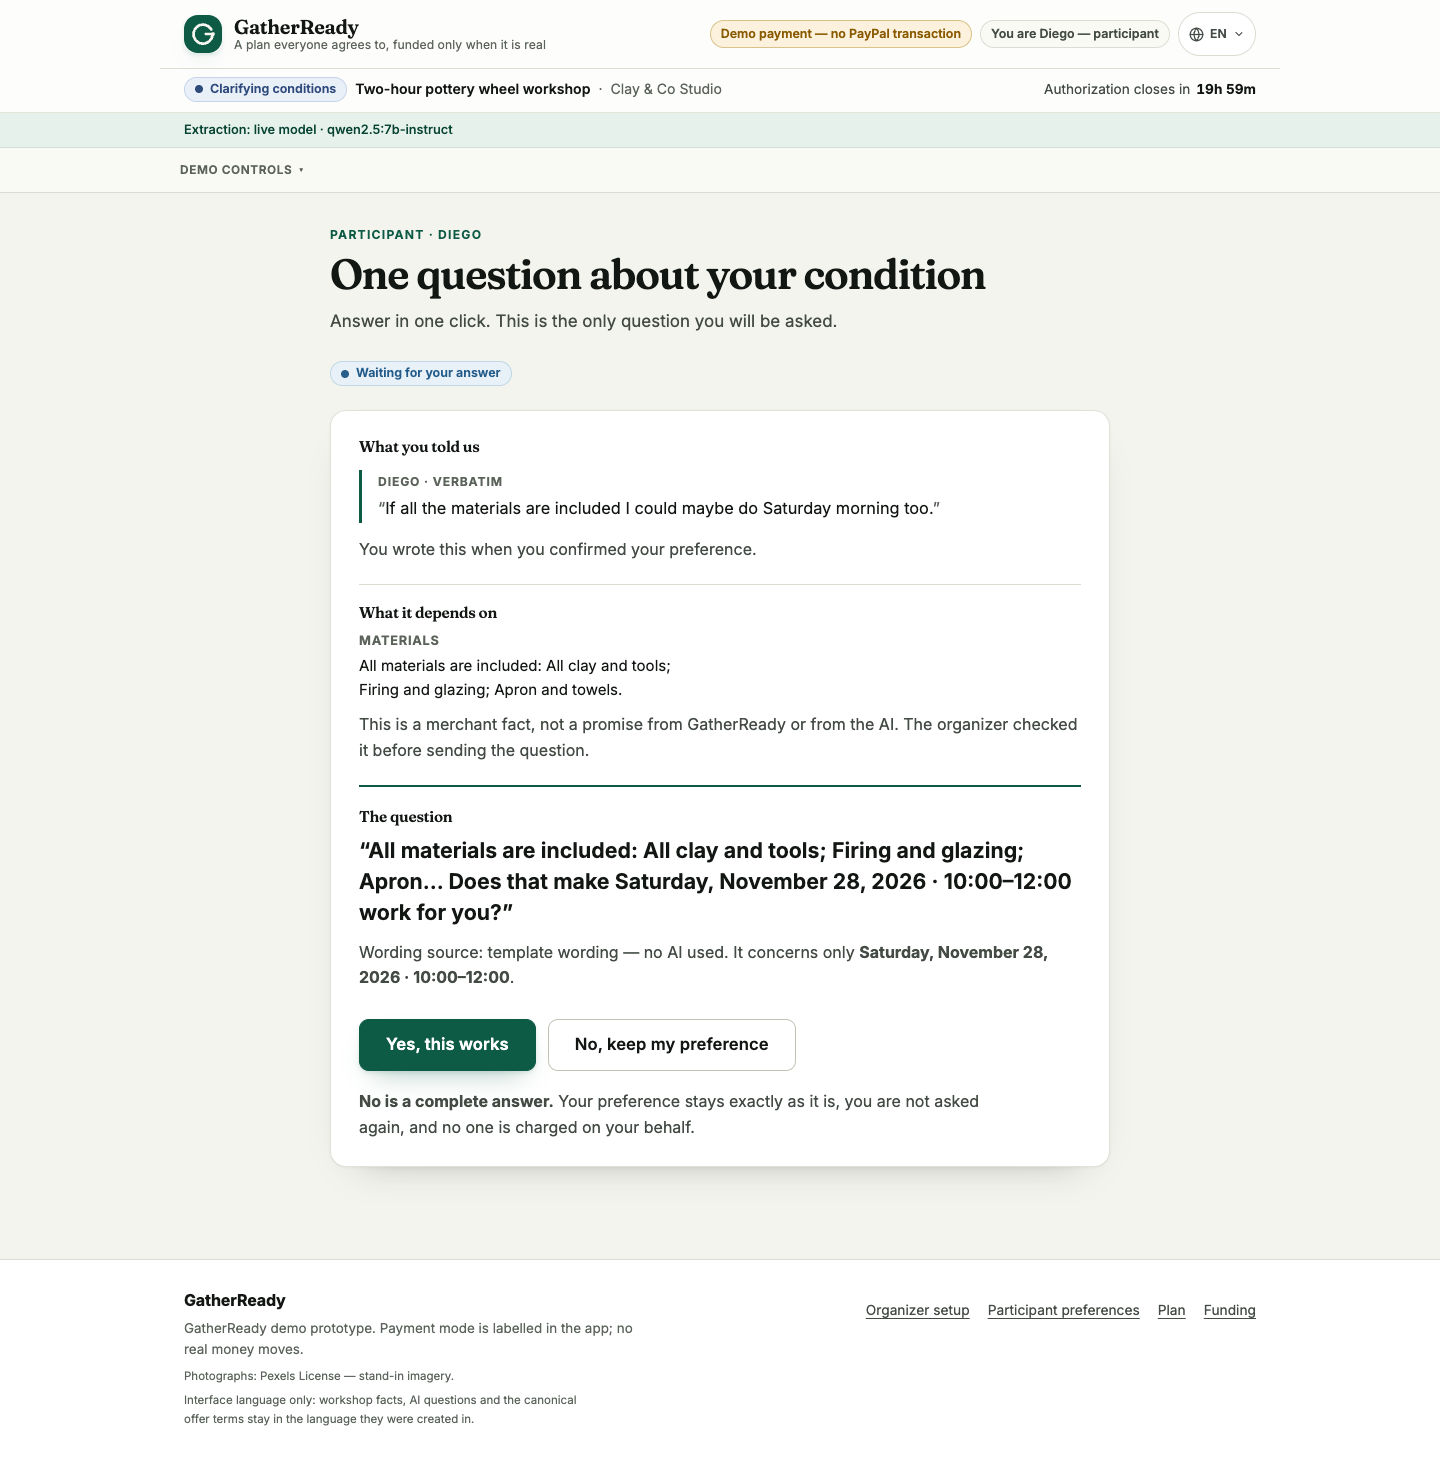 GatherReady
A plan everyone agrees to, funded only when it is real
Demo payment — no PayPal transaction
You are Diego — participant
EN
Clarifying conditions
Two-hour pottery wheel workshop · Clay & Co Studio
Authorization closes in 19h 59m
Extraction: live model · qwen2.5:7b-instruct
DEMO CONTROLS
PARTICIPANT · DIEGO
One question about your condition
Answer in one click. This is the only question you will be asked.
Waiting for your answer
What you told us
DIEGO · VERBATIM
“If all the materials are included I could maybe do Saturday morning too.”
You wrote this when you confirmed your preference.
What it depends on
MATERIALS
All materials are included: All clay and tools;
Firing and glazing; Apron and towels.
This is a merchant fact, not a promise from GatherReady or from the AI. The organizer checked
it before sending the question.
The question
“All materials are included: All clay and tools; Firing and glazing;
Apron… Does that make Saturday, November 28, 2026 · 10:00–12:00
work for you?”
Wording source: template wording — no AI used. It concerns only Saturday, November 28,
2026 · 10:00–12:00.
Yes, this works
No, keep my preference
No is a complete answer. Your preference stays exactly as it is, you are not asked
again, and no one is charged on your behalf.
GatherReady
GatherReady demo prototype. Payment mode is labelled in the app; no
real money moves.
Photographs: Pexels License — stand-in imagery.
Interface language only: workshop facts, AI questions and the canonical
offer terms stay in the language they were created in.
Organizer setup
Participant preferences
Plan
Funding